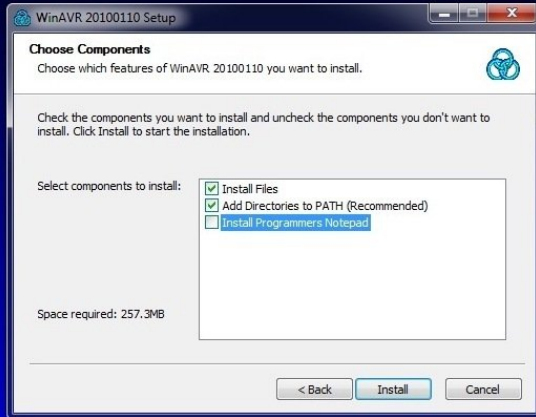 WinAVR 20100110 Setup
Choose Components
Choose which features of WinAVR 20100110 you want to install.
Check the components you want to install and uncheck the components you don't want to
install. Click Install to start the installation.
Select components to install:
Install Files
Add Directories to PATH (Recommended)
Install Programmers Notepad
Space required: 257.3MB
< Back
Install
Cancel